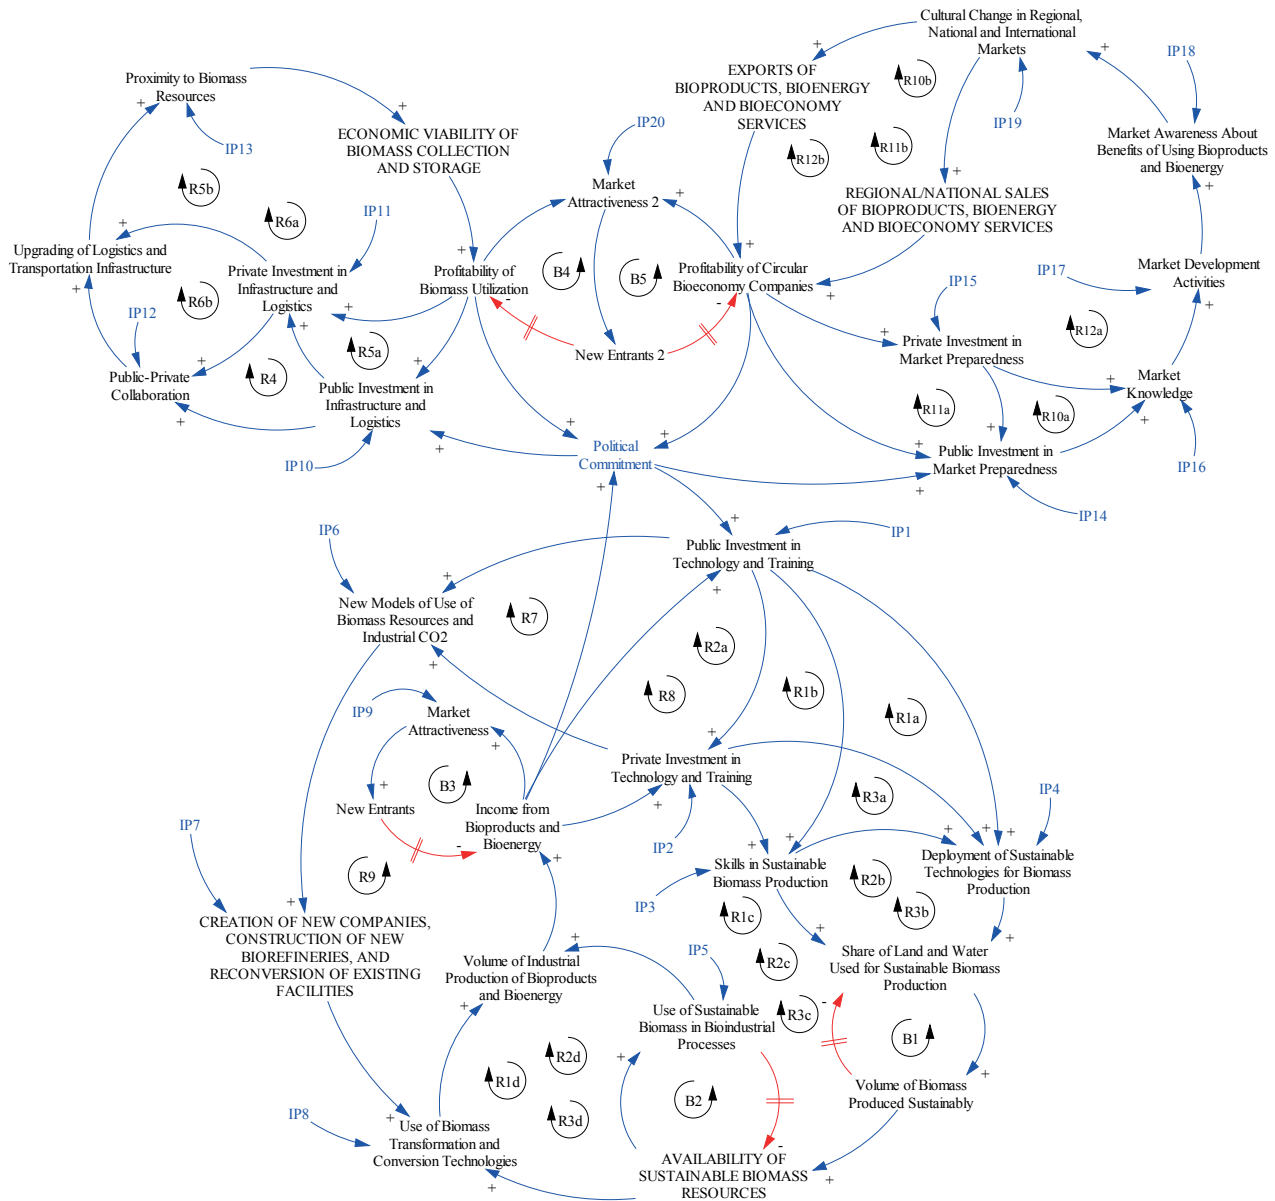 Cultural Change in Regional,
National and International
Markets
+
+
IP18
Proximity to Biomass
Resources
+
+
EXPORTS OF
BIOPRODUCTS, BIOENERGY
AND BIOECONOMY
SERVICES
R10b
IP19
IP13
ECONOMIC VIABILITY OF
BIOMASS COLLECTION
AND STORAGE
IP20
R12b
R11b
Market Awareness About
Benefits of Using Bioproducts
and Bioenergy
+
+
R5b
Market
Attractiveness 2
+
REGIONAL/NATIONAL SALES
OF BIOPRODUCTS, BIOENERGY
AND BIOECONOMY SERVICES
R6a
IP11
+
Upgrading of Logistics and
Transportation Infrastructure
+
Private Investment in
Infrastructure and
Logistics
+
Profitability of
Biomass Utilization
-
B4
B5
+
Profitability of Circular
Bioeconomy Companies
-
+
IP17
Market Development
Activities
+
IP15
R6b
IP12
+
+
R5a
New Entrants 2
+
Private Investment in
Market Preparedness
R12a
+
Public-Private
Collaboration
+
R4
+
Public Investment in
Infrastructure and
Logistics
+
Market
Knowledge
+
R11a
R10a
+
IP10
+
+
Political
Commitment
+
+
+
Public Investment in
Market Preparedness
+
IP16
IP14
IP6
+
IP1
Public Investment in
Technology and Training
+
+
New Models of Use of
Biomass Resources and
Industrial CO2
+
R7
R2a
R8
R1b
R1a
IP9
Market
Attractiveness
+
+
Private Investment in
Technology and Training
+
B3
+
New Entrants
-
Income from
Bioproducts and
Bioenergy
+
R3a
IP4
IP7
IP2
+
+
+
+
+
Skills in Sustainable
Biomass Production
Deployment of Sustainable
Technologies for Biomass
Production
R9
R2b
IP3
R3b
+
CREATION OF NEW COMPANIES,
CONSTRUCTION OF NEW
BIOREFINERIES, AND
RECONVERSION OF EXISTING
FACILITIES
R1c
+
+
+
Share of Land and Water
Used for Sustainable Biomass
Production
-
Volume of Industrial
Production of Bioproducts
and Bioenergy
+
IP5
R2c
Use of Sustainable
Biomass in Bioindustrial
Processes
+
R3c
B1
R2d
R1d
+
Volume of Biomass
Produced Sustainably
B2
R3d
IP8
+
Use of Biomass
Transformation and
Conversion Technologies
+
-
AVAILABILITY OF
SUSTAINABLE BIOMASS
RESOURCES
+